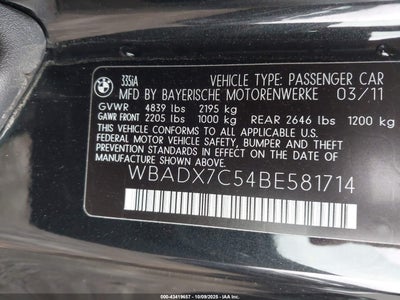 335iA VEHICLE TYPE: PASSENGER CAR
MFD BY BAYERISCHE MOTORENWERKE 03/11
GVWR 4839 lbs 2195 kg
GAWR FRONT 2205 lbs 1000 kg REAR 2646 lbs 1200 kg
THIS VEHICLE CONFORMS TO ALL APPLICABLE
FEDERAL MOTOR VEHICLE SAFETY, BUMPER AND THEFT
PREVENTION STANDARDS IN EFFECT ON THE DATE
OF MANUFACTURE SHOWN ABOVE.
WBADX7C54BE581714
500 - 43419657 - 10/09/2025 - © IAA, Inc.